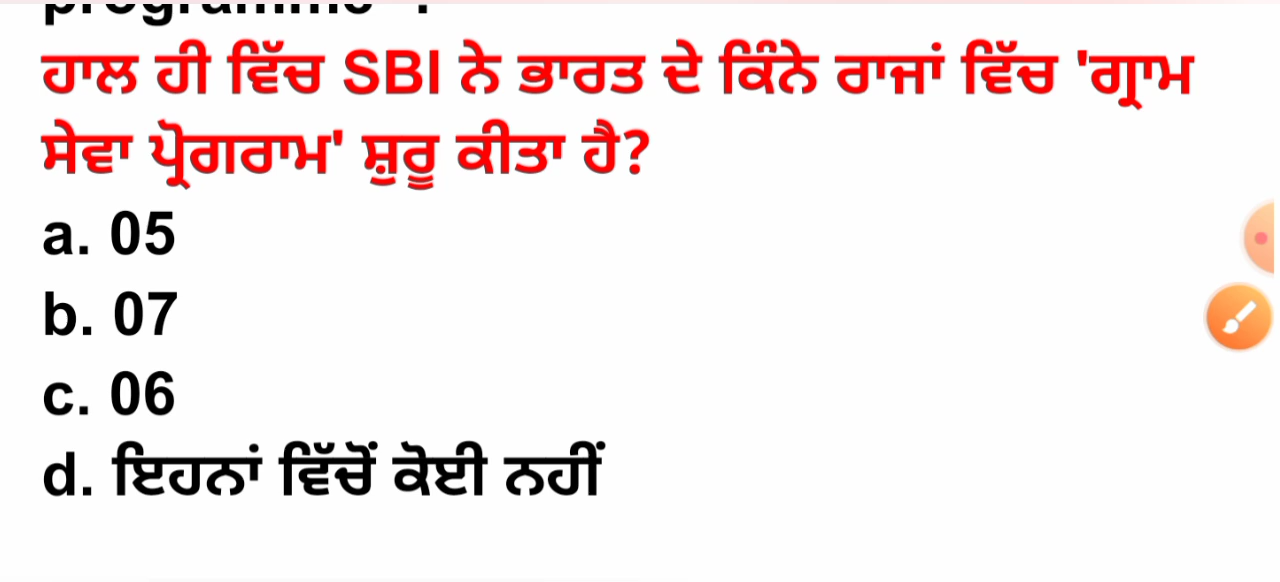 ਹਾਲ ਹੀ ਵਿੱਚ SBI ਨੇ ਭਾਰਤ ਦੇ ਕਿੰਨੇ ਰਾਜਾਂ ਵਿੱਚ 'ਗ੍ਰਾਮ
ਸੇਵਾ ਪ੍ਰੋਗਰਾਮ' ਸ਼ੁਰੂ ਕੀਤਾ ਹੈ?
a. 05
b. 07
c. 06
d. ਇਹਨਾਂ ਵਿੱਚੋਂ ਕੋਈ ਨਹੀਂ